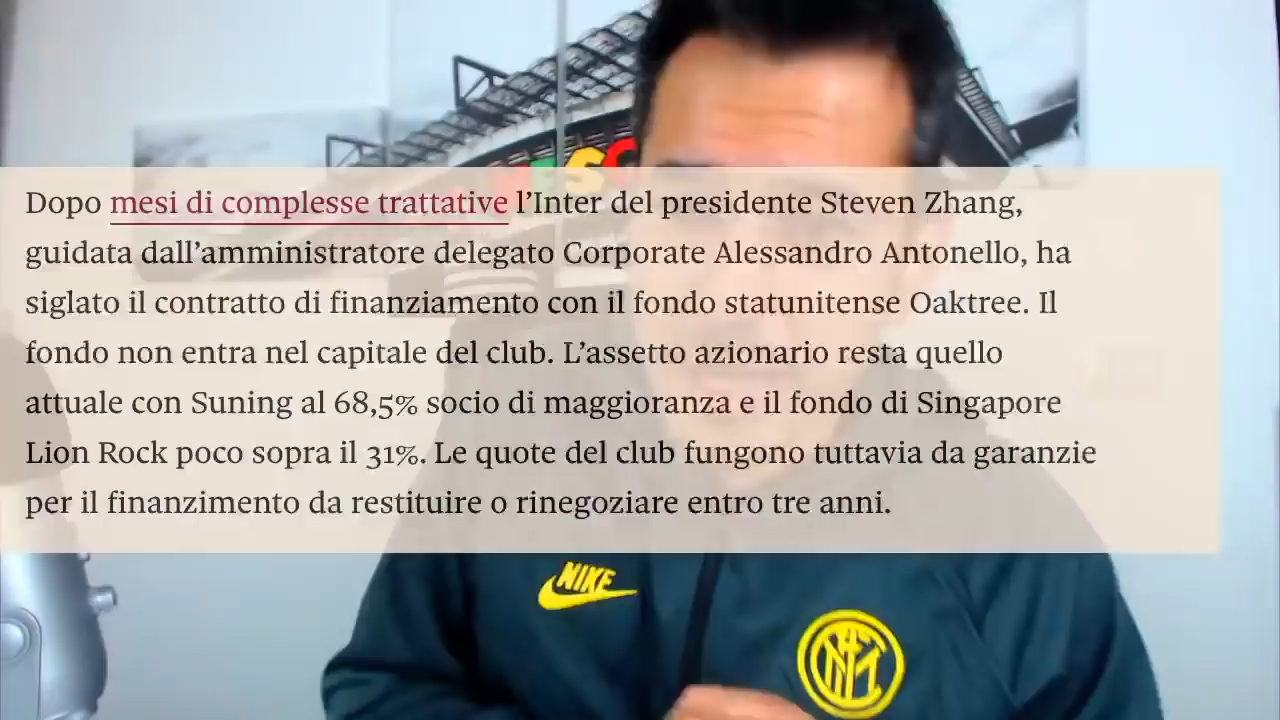 ESC
Dopo mesi di complesse trattative l’Inter del presidente Steven Zhang,
guidata dall’amministratore delegato Corporate Alessandro Antonello, ha
siglato il contratto di finanziamento con il fondo statunitense Oaktree. Il
fondo non entra nel capitale del club. L’assetto azionario resta quello
attuale con Suning al 68,5% socio di maggioranza e il fondo di Singapore
Lion Rock poco sopra il 31%. Le quote del club fungono tuttavia da garanzie
per il finanzimento da restituire o rinegoziare entro tre anni.
NIKE